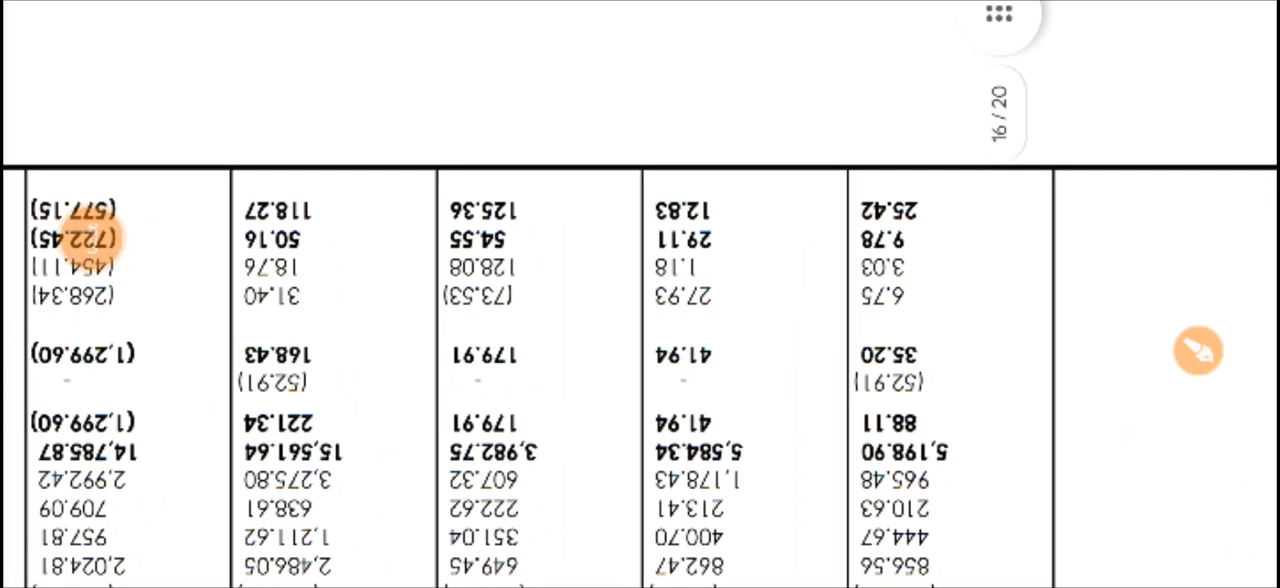 856.56 862.47 649.45 2,486.05 2,024.81
444.67 400.70 351.04 1,211.62 957.81
210.63 213.41 222.62 638.61 709.09
965.48 1,178.43 607.32 3,275.80 2,992.42
5,198.90 5,584.34 3,982.75 15,561.64 14,785.87
88.11 41.94 179.91 221.34 (1,299.60)
(52.91) - - (52.91) -
35.20 41.94 179.91 168.43 (1,299.60)
6.75 27.93 (73.53) 31.40 (268.34)
3.03 1.18 128.08 18.76 (454.11)
9.78 29.11 54.55 50.16 (722.45)
25.42 12.83 125.36 118.27 (577.15)
16 / 20